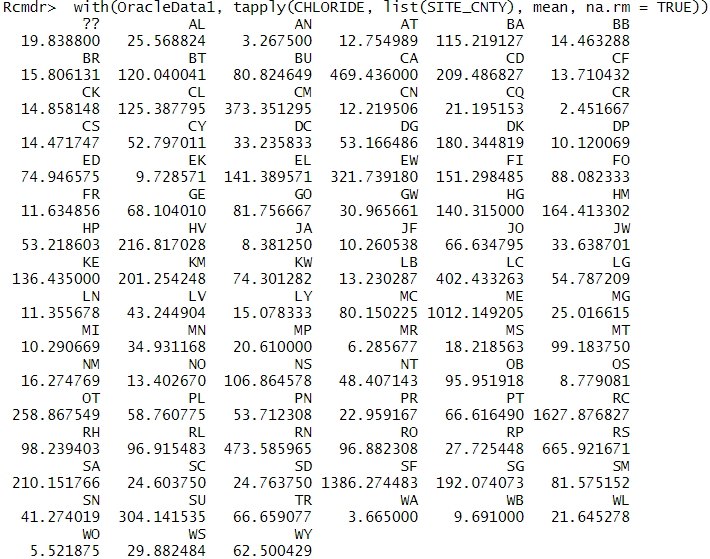 Rcmdr>  with(OracleData1, tapply(CHLORIDE, list(SITE_CNTY), mean, na.rm = TRUE))
?? AL AN AT BA BB
19.838800 25.568824 3.267500 12.754989 115.219127 14.463288
BR BT BU CA CD CF
15.806131 120.040041 80.824649 469.436000 209.486827 13.710432
CK CL CM CN CQ CR
14.858148 125.387795 373.351295 12.219506 21.195153 2.451667
CS CY DC DG DK DP
14.471747 52.797011 33.235833 53.166486 180.344819 10.120069
ED EK EL EW FI FO
74.946575 9.728571 141.389571 321.739180 151.298485 88.082333
FR GE GO GW HG HM
11.634856 68.104010 81.756667 30.965661 140.315000 164.413302
HP HV JA JF JO JW
53.218603 216.817028 8.381250 10.260538 66.634795 33.638701
KE KM KW LB LC LG
136.435000 201.254248 74.301282 13.230287 402.433263 54.787209
LN LV LY MC ME MG
11.355678 43.244904 15.078333 80.150225 1012.149205 25.016615
MI MN MP MR MS MT
10.290669 34.931168 20.610000 6.285677 18.218563 99.183750
NM NO NS NT OB OS
16.274769 13.402670 106.864578 48.407143 95.951918 8.779081
OT PL PN PR PT RC
258.867549 58.760775 53.712308 22.959167 66.616490 1627.876827
RH RL RN RO RP RS
98.239403 96.915483 473.585965 96.882308 27.725448 665.921671
SA SC SD SF SG SM
210.151766 24.603750 24.763750 1386.274483 192.074073 81.575152
SN SU TR WA WB WL
41.274019 304.141535 66.659077 3.665000 9.691000 21.645278
WO WS WY
5.521875 29.882484 62.500429